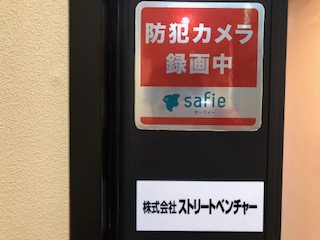 防犯カメラ
録画中
safie
セーフィー
株式会社 ストリートベンチャー